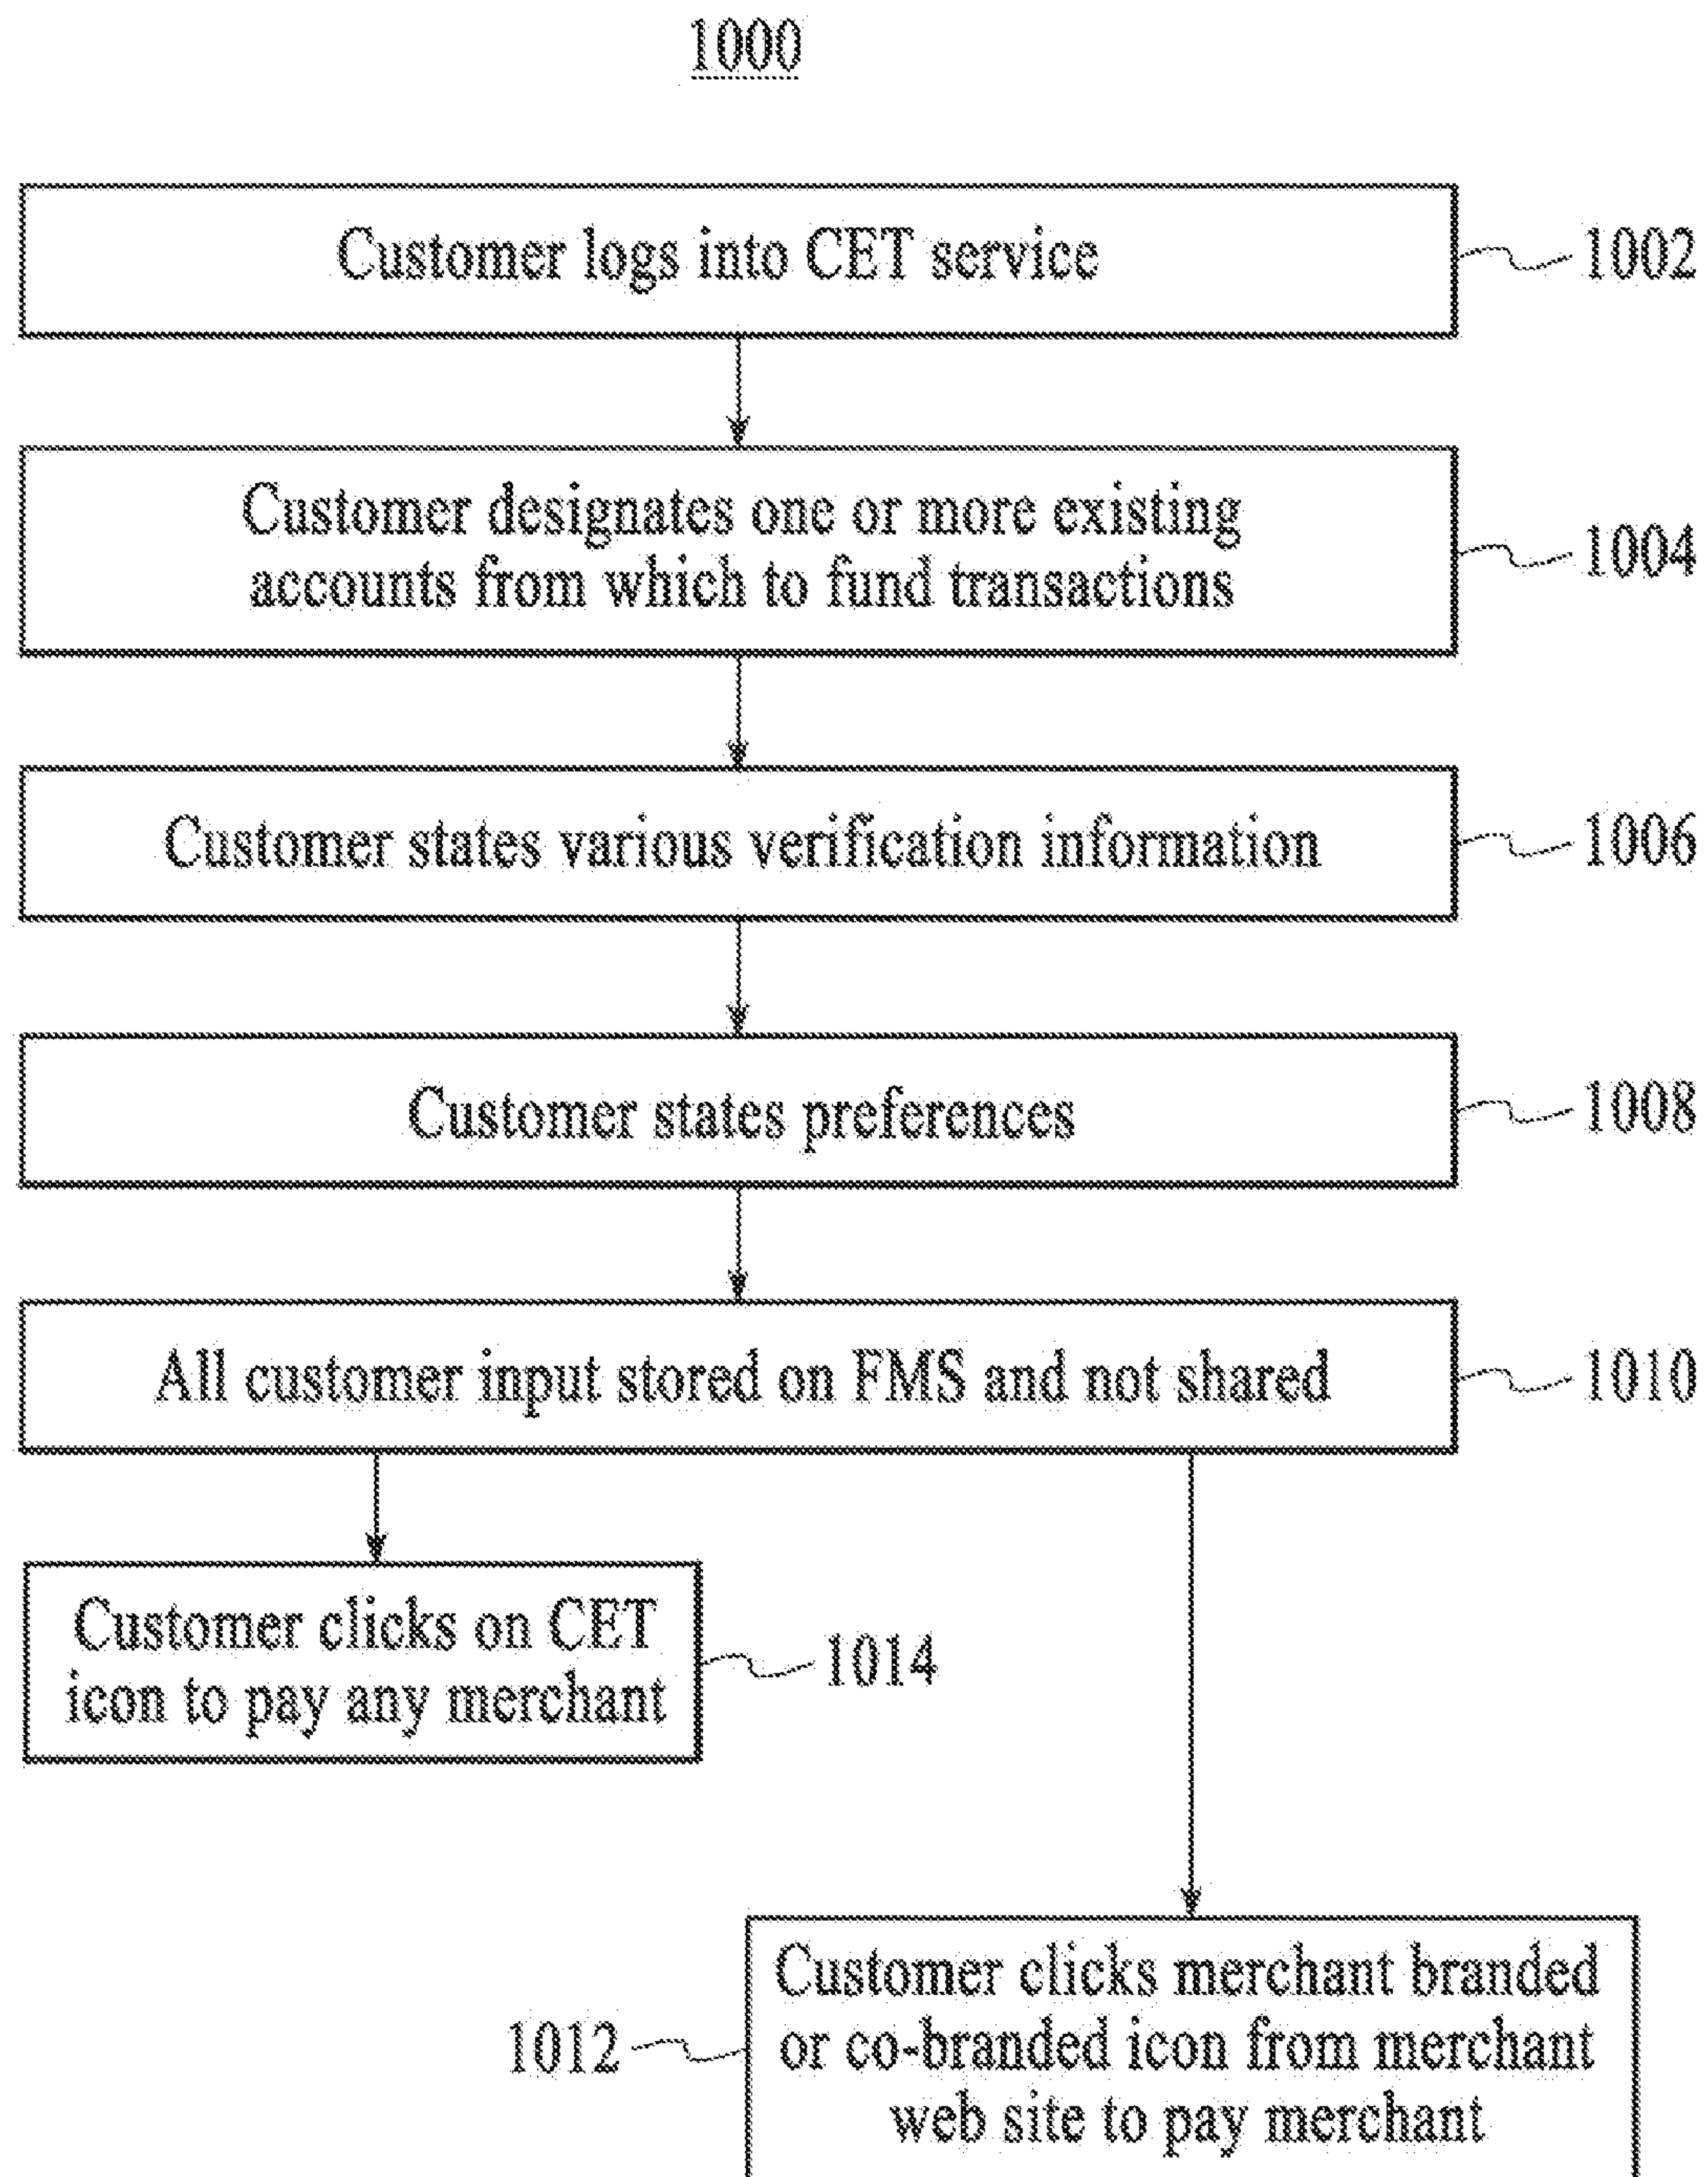 1000
Customer logs into CET service
1002
Customer designates one or more existing
accounts from which to fund transactions
1004
Customer states various verification information
1006
Customer states preferences
1008
All customer input stored on FMS and not shared
1010
Customer clicks on CET
icon to pay any merchant
1014
Customer clicks merchant branded
or co-branded icon from merchant
web site to pay merchant
1012